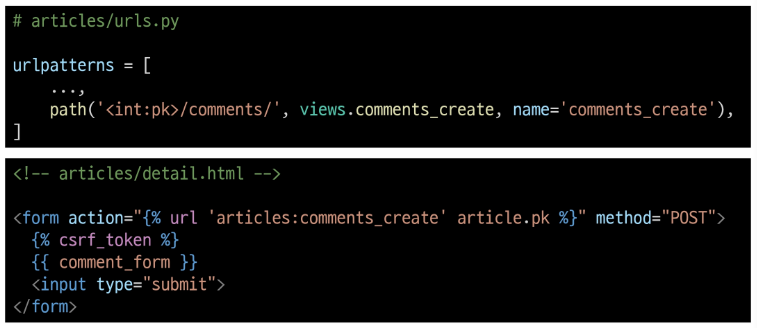 # articles/urls.py
urlpatterns = [
...,
path('<int:pk>/comments/', views.comments_create, name='comments_create'),
]
<!-- articles/detail.html -->
<form action="{% url 'articles:comments_create' article.pk %}" method="POST">
{% csrf_token %}
{{ comment_form }}
<input type="submit">
</form>